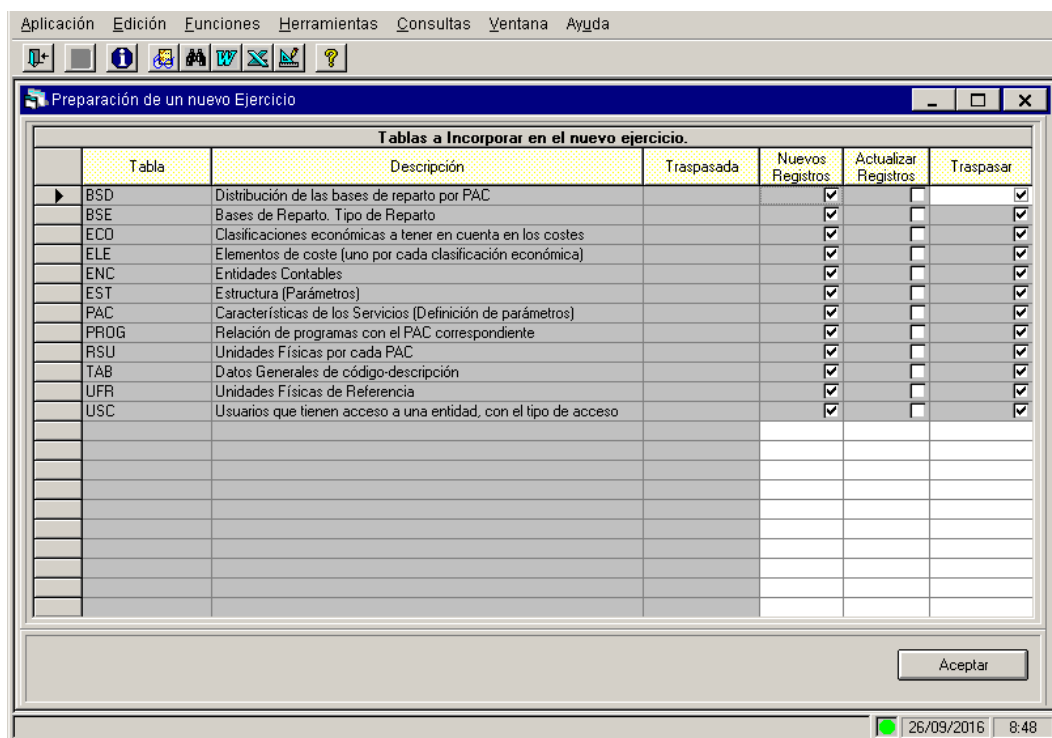 Aplicación Edición Funciones Herramientas Consultas Ventana Ayuda
Preparación de un nuevo Ejercicio
Tablas a Incorporar en el nuevo ejercicio.
Tabla Descripción Traspasada Nuevos Registros Actualizar Registros Traspasar
BSD Distribución de las bases de reparto por PAC
BSE Bases de Reparto. Tipo de Reparto
ECO Clasificaciones económicas a tener en cuenta en los costes
ELE Elementos de coste (uno por cada clasificación económica)
ENC Entidades Contables
EST Estructura (Parámetros)
PAC Características de los Servicios (Definición de parámetros)
PROG Relación de programas con el PAC correspondiente
RSU Unidades Físicas por cada PAC
TAB Datos Generales de código-descripción
UFR Unidades Físicas de Referencia
USC Usuarios que tienen acceso a una entidad, con el tipo de acceso
Aceptar
26/09/2016 8:48